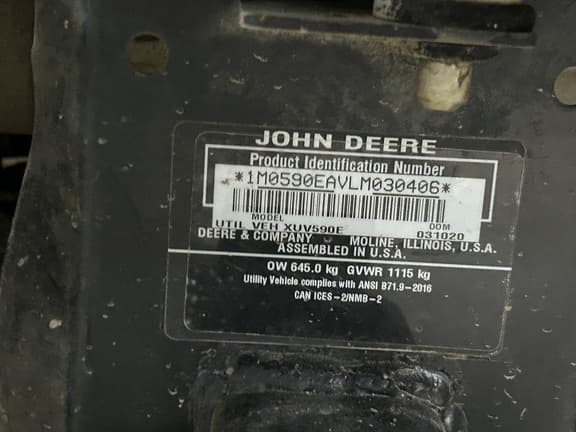 JOHN DEERE
Product Identification Number
*1M0590EAVLM030406*
MODEL DOM
UTIL VEH XUV590E 031020
DEERE & COMPANY MOLINE, ILLINOIS, U.S.A.
ASSEMBLED IN U.S.A.
OW 645.0 kg GVWR 1115 kg
Utility Vehicle complies with ANSI B71.9-2016
CAN ICES-2/NMB-2